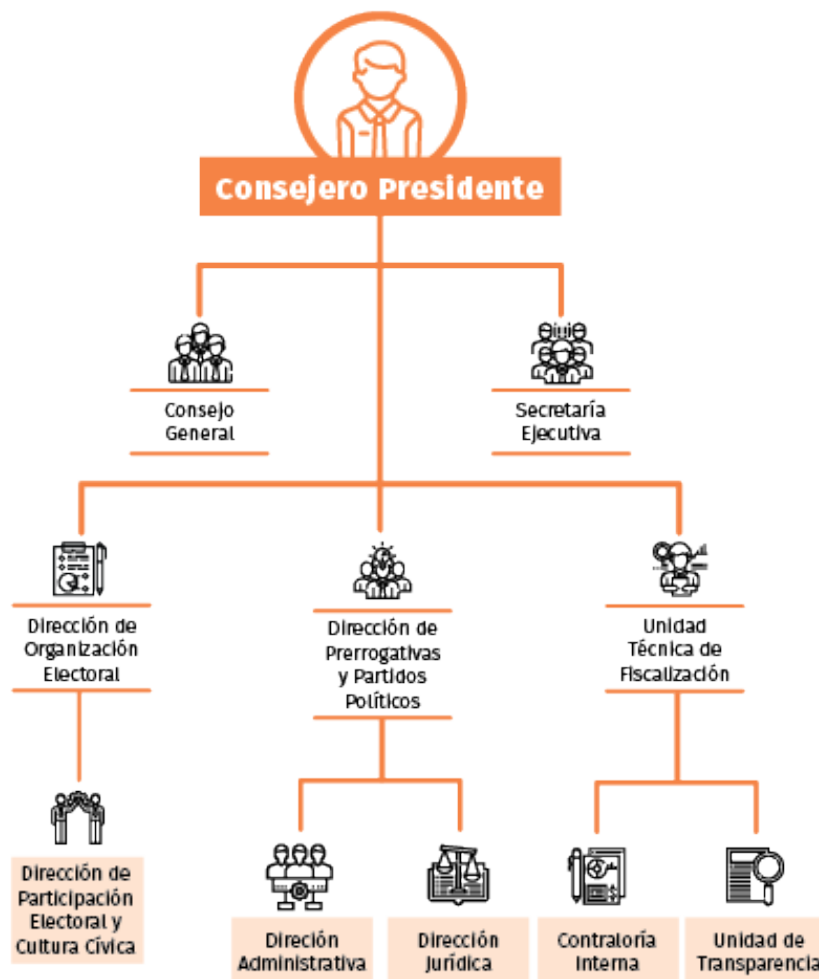 Consejero Presidente
Consejo
General
Secretaría
Ejecutiva
Dirección de
Organización
Electoral
Dirección de
Prerrogativas
y Partidos
Políticos
Unidad
Técnica de
Fiscalización
Dirección de
Participación
Electoral y
Cultura Cívica
Direción
Administrativa
Dirección
Jurídica
Contraloría
Interna
Unidad de
Transparencia